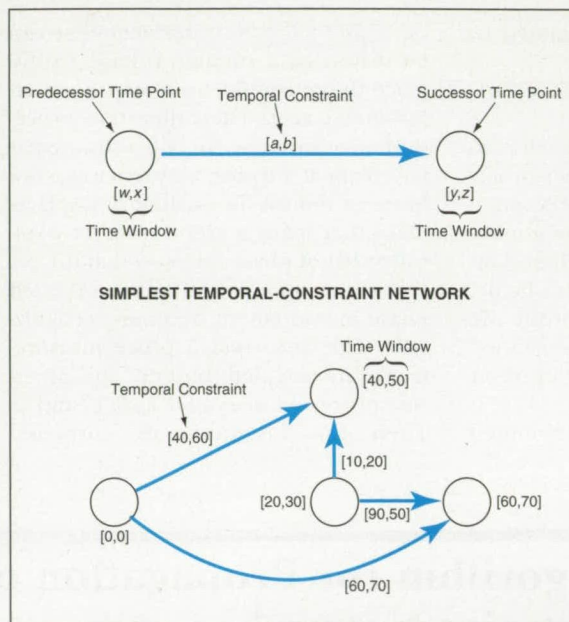 Predecessor Time Point
Temporal Constraint
Successor Time Point
[a,b]
[w,x]
[y,z]
Time Window
Time Window
SIMPLEST TEMPORAL-CONSTRAINT NETWORK
Time Window
Temporal Constraint
[40,50]
[40,60]
[10,20]
[20,30]
[60,70]
[90,50]
[0,0]
[60,70]